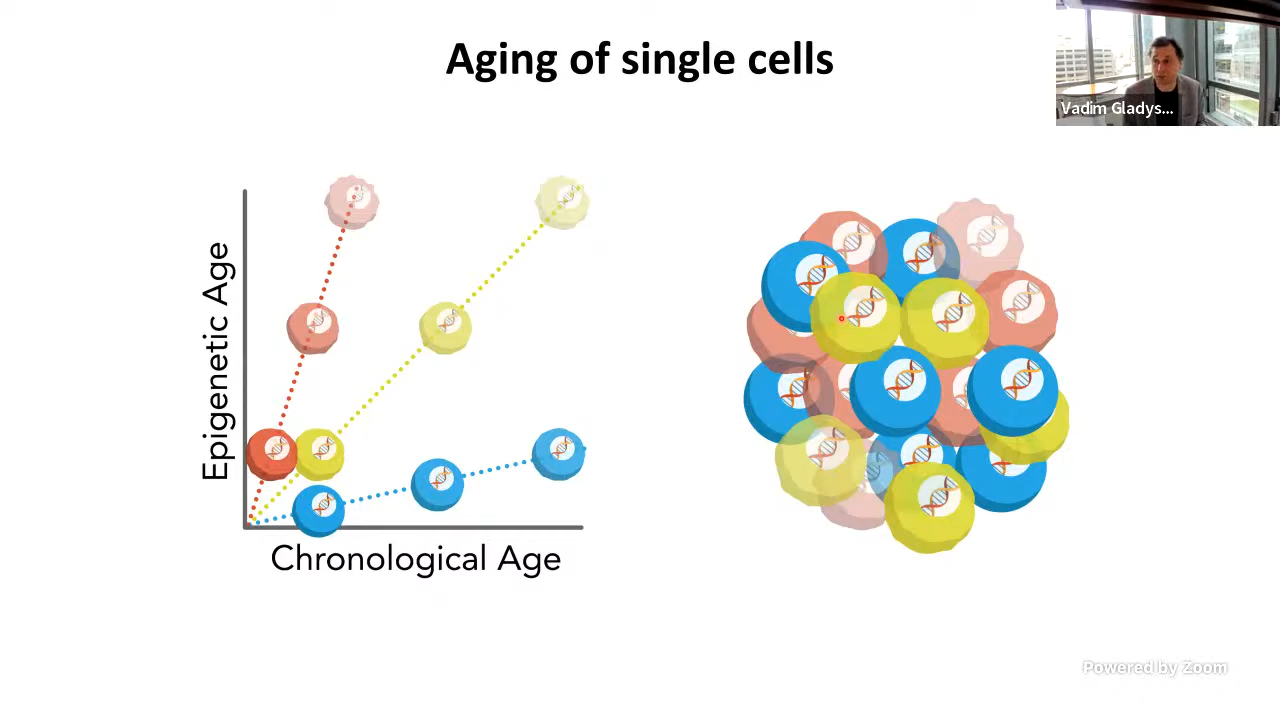 Aging of single cells
Vadim Gladys...
Epigenetic Age
Chronological Age
Powered by Zoom